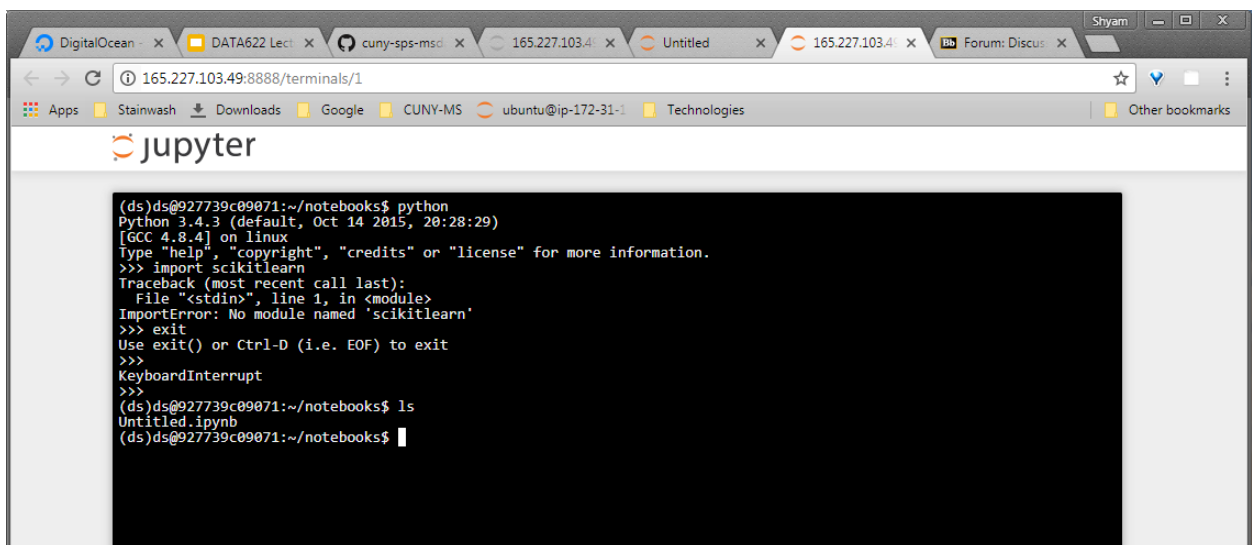 Shyam
DigitalOcean - DATA622 Lect cuny-sps-msd 165.227.103.4 Untitled 165.227.103.4 Bb Forum: Discus
165.227.103.49:8888/terminals/1
Apps Stainwash Downloads Google CUNY-MS ubuntu@ip-172-31-1 Technologies Other bookmarks
jupyter
(ds)ds@927739c09071:~/notebooks$ python
Python 3.4.3 (default, Oct 14 2015, 20:28:29)
[GCC 4.8.4] on linux
Type "help", "copyright", "credits" or "license" for more information.
>>> import scikitlearn
Traceback (most recent call last):
  File "<stdin>", line 1, in <module>
ImportError: No module named 'scikitlearn'
>>> exit
Use exit() or Ctrl-D (i.e. EOF) to exit
>>>
KeyboardInterrupt
>>>
(ds)ds@927739c09071:~/notebooks$ ls
Untitled.ipynb
(ds)ds@927739c09071:~/notebooks$